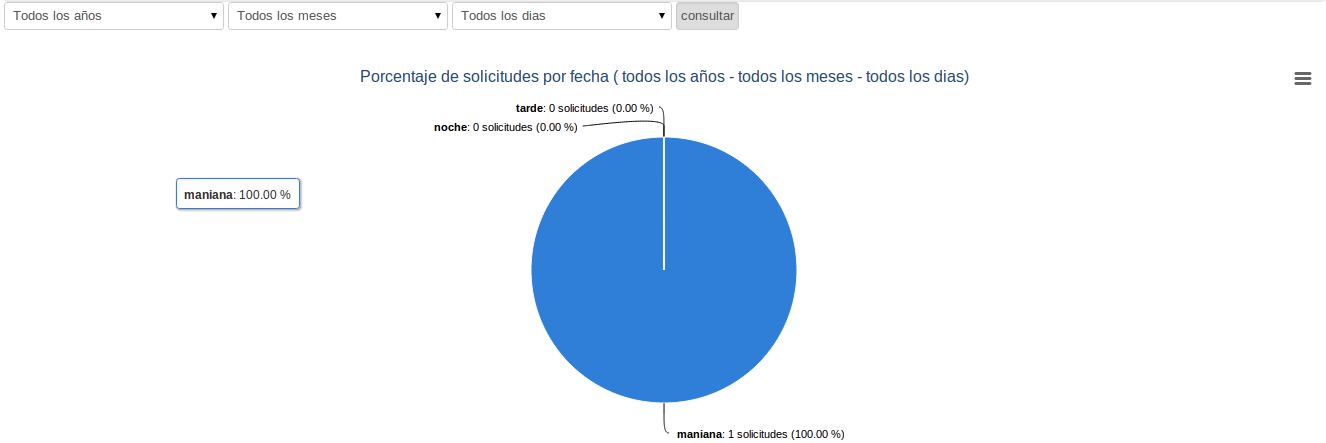 Todos los años Todos los meses Todos los dias consultar
Porcentaje de solicitudes por fecha ( todos los años - todos los meses - todos los dias)
tarde: 0 solicitudes (0.00 %)
noche: 0 solicitudes (0.00 %)
maniana: 100.00 %
maniana: 1 solicitudes (100.00 %)